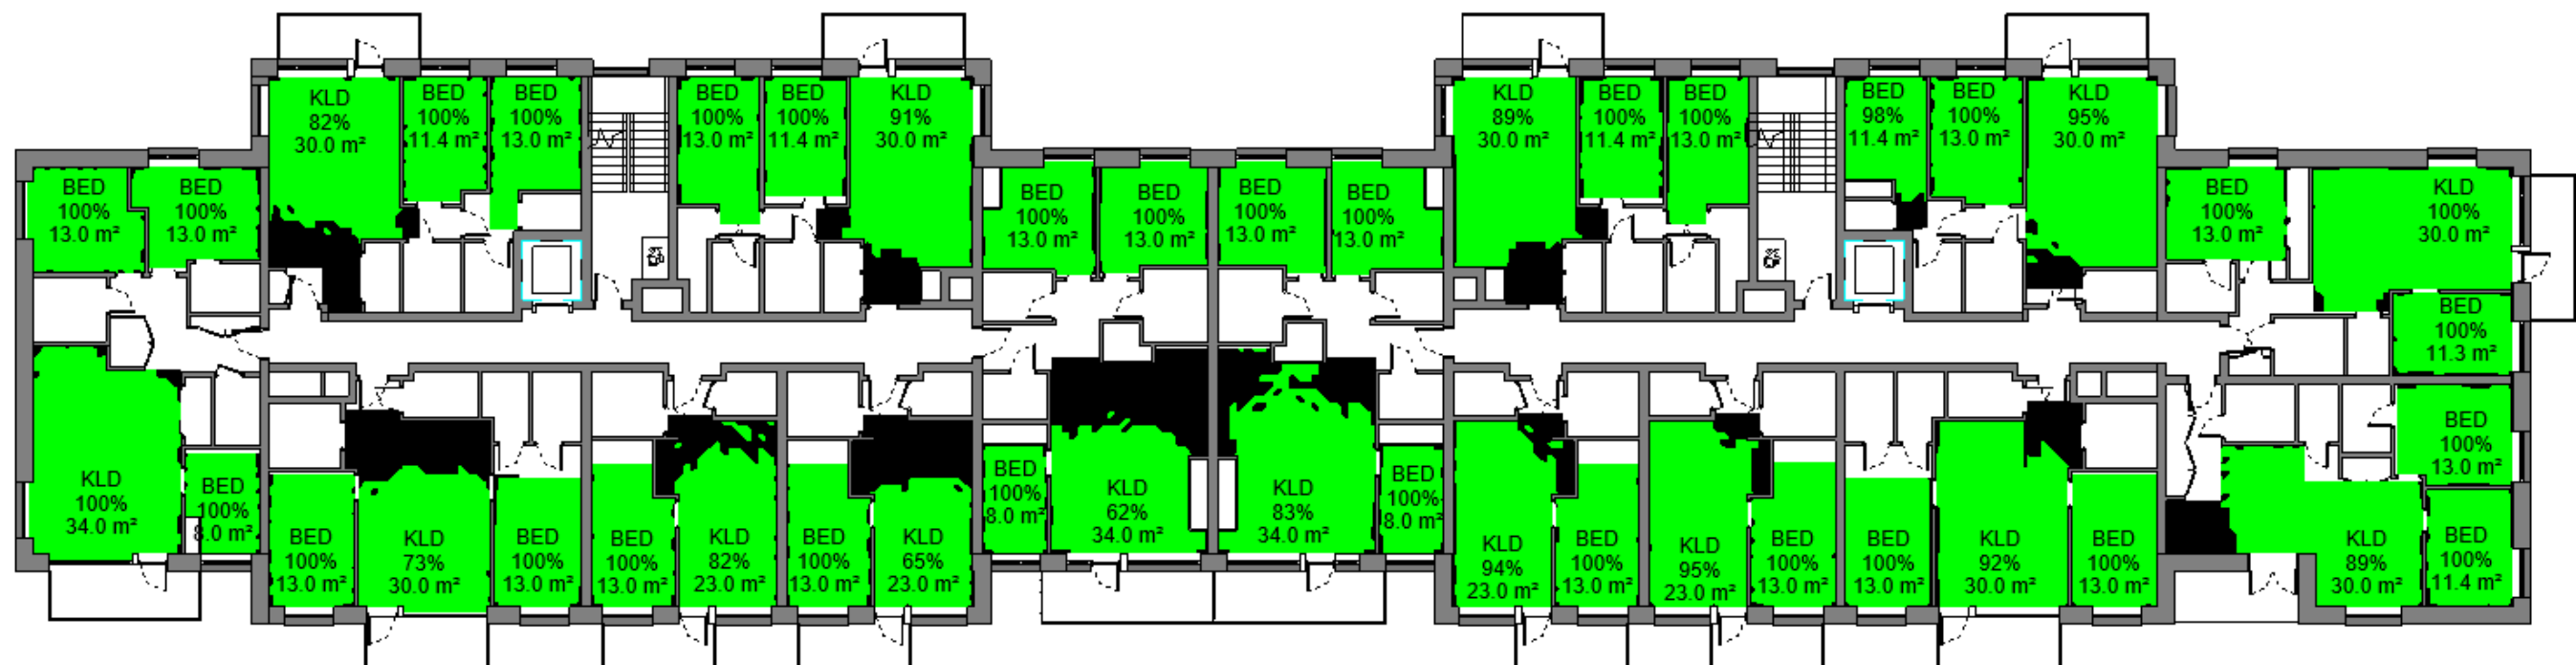 KLD
82%
30.0 m²
BED
100%
11.4 m²
BED
100%
13.0 m²
BED
100%
13.0 m²
BED
100%
11.4 m²
KLD
91%
30.0 m²
KLD
89%
30.0 m²
BED
100%
11.4 m²
BED
100%
13.0 m²
BED
98%
11.4 m²
BED
100%
13.0 m²
KLD
95%
30.0 m²
BED
100%
13.0 m²
BED
100%
13.0 m²
BED
100%
13.0 m²
BED
100%
13.0 m²
BED
100%
13.0 m²
BED
100%
13.0 m²
BED
100%
13.0 m²
KLD
100%
30.0 m²
BED
100%
11.3 m²
KLD
100%
34.0 m²
BED
100%
8.0 m²
BED
100%
13.0 m²
KLD
73%
30.0 m²
BED
100%
13.0 m²
BED
100%
13.0 m²
KLD
82%
23.0 m²
BED
100%
13.0 m²
KLD
65%
23.0 m²
BED
100%
8.0 m²
KLD
62%
34.0 m²
KLD
83%
34.0 m²
BED
100%
8.0 m²
KLD
94%
23.0 m²
BED
100%
13.0 m²
KLD
95%
23.0 m²
BED
100%
13.0 m²
BED
100%
13.0 m²
KLD
92%
30.0 m²
BED
100%
13.0 m²
BED
100%
13.0 m²
KLD
89%
30.0 m²
BED
100%
11.4 m²